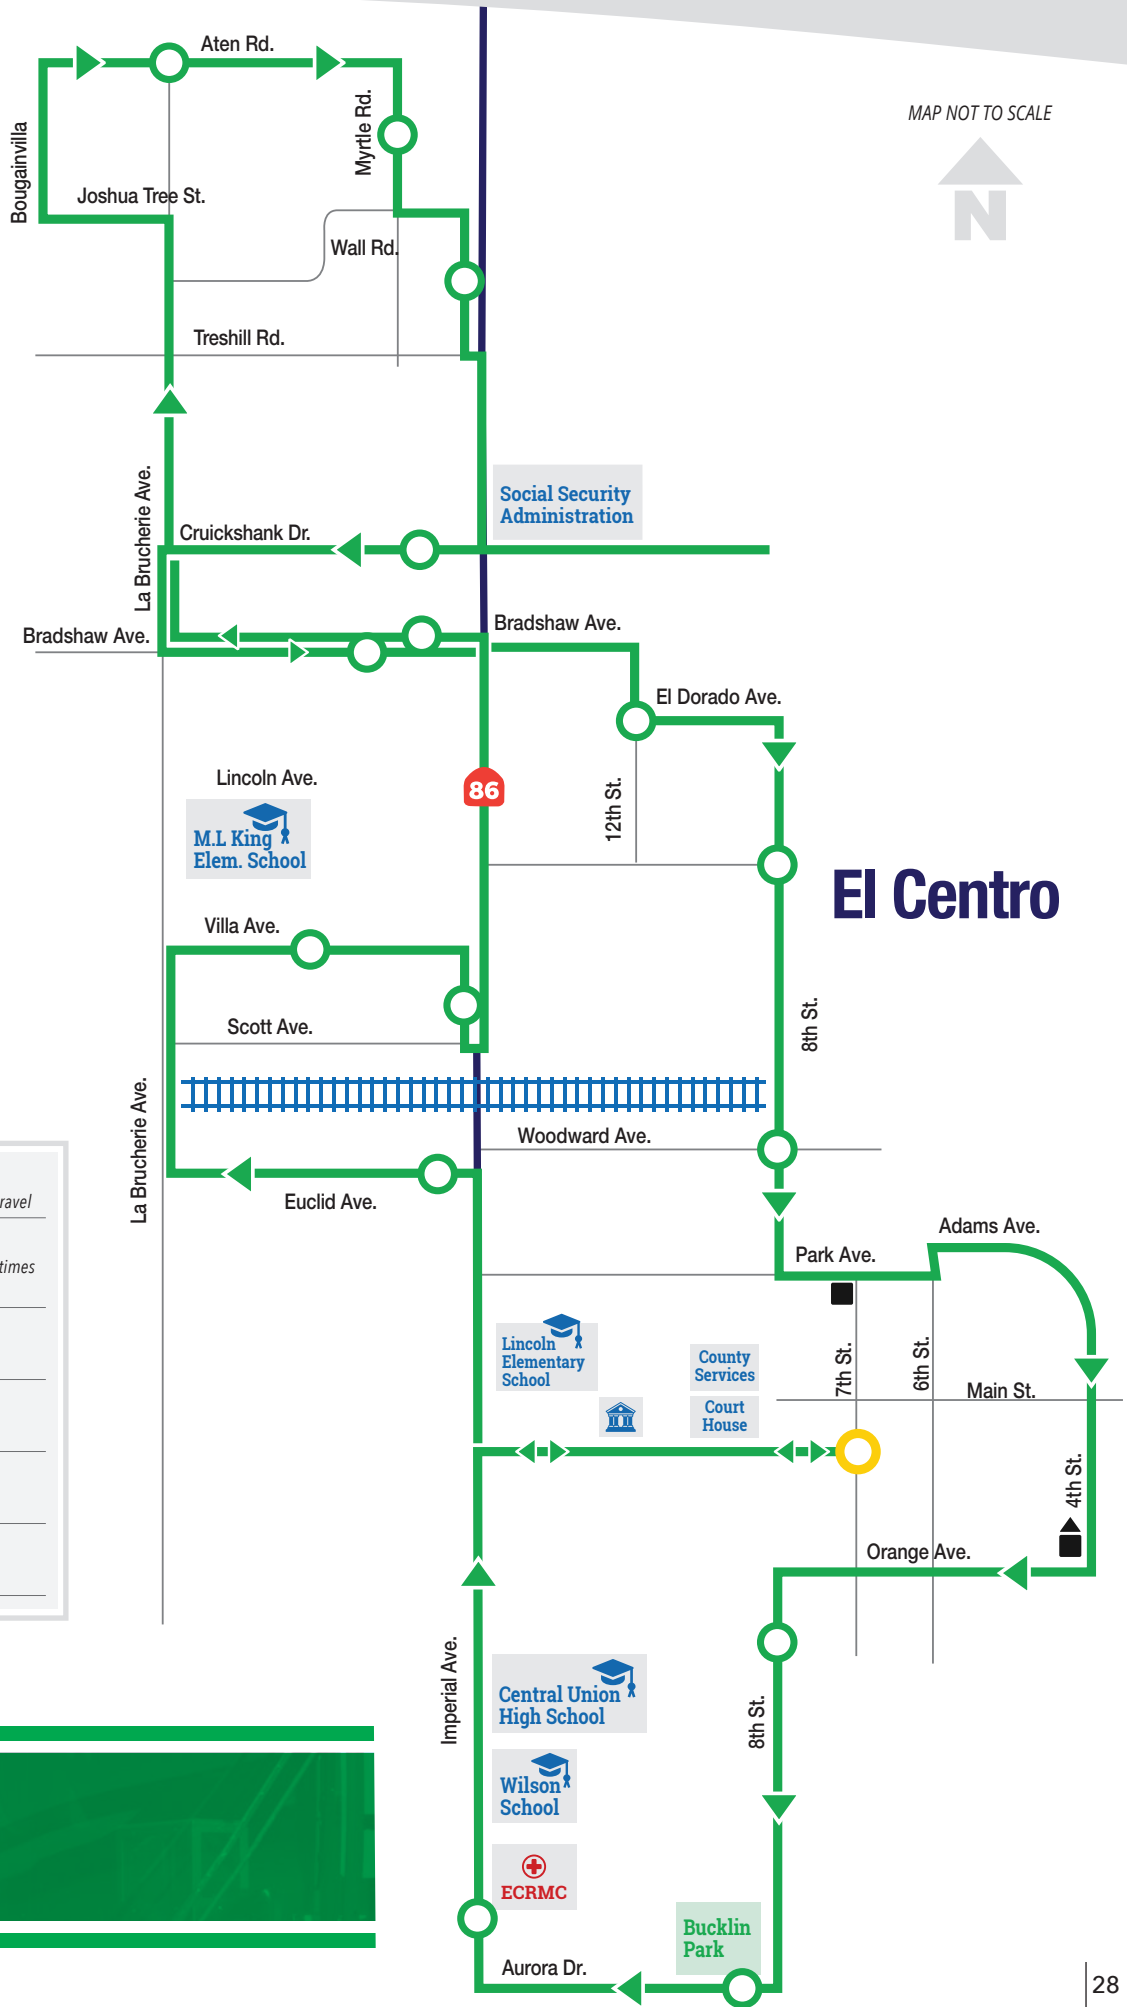 Aten Rd.
MAP NOT TO SCALE
N
Myrtle Rd.
Bougainvilla
Joshua Tree St.
Wall Rd.
Treshill Rd.
La Brucherie Ave.
Social Security
Administration
Cruickshank Dr.
Bradshaw Ave.
Bradshaw Ave.
El Dorado Ave.
Lincoln Ave.
86
12th St.
M.L King
Elem. School
El Centro
Villa Ave.
8th St.
Scott Ave.
La Brucherie Ave.
Woodward Ave.
ravel
Euclid Ave.
Adams Ave.
Park Ave.
times
Lincoln
Elementary
School
County
Services
7th St.
6th St.
Main St.
Court
House
4th St.
Orange Ave.
Imperial Ave.
Central Union
High School
8th St.
Wilson
School
ECRMC
Bucklin
Park
Aurora Dr.
28